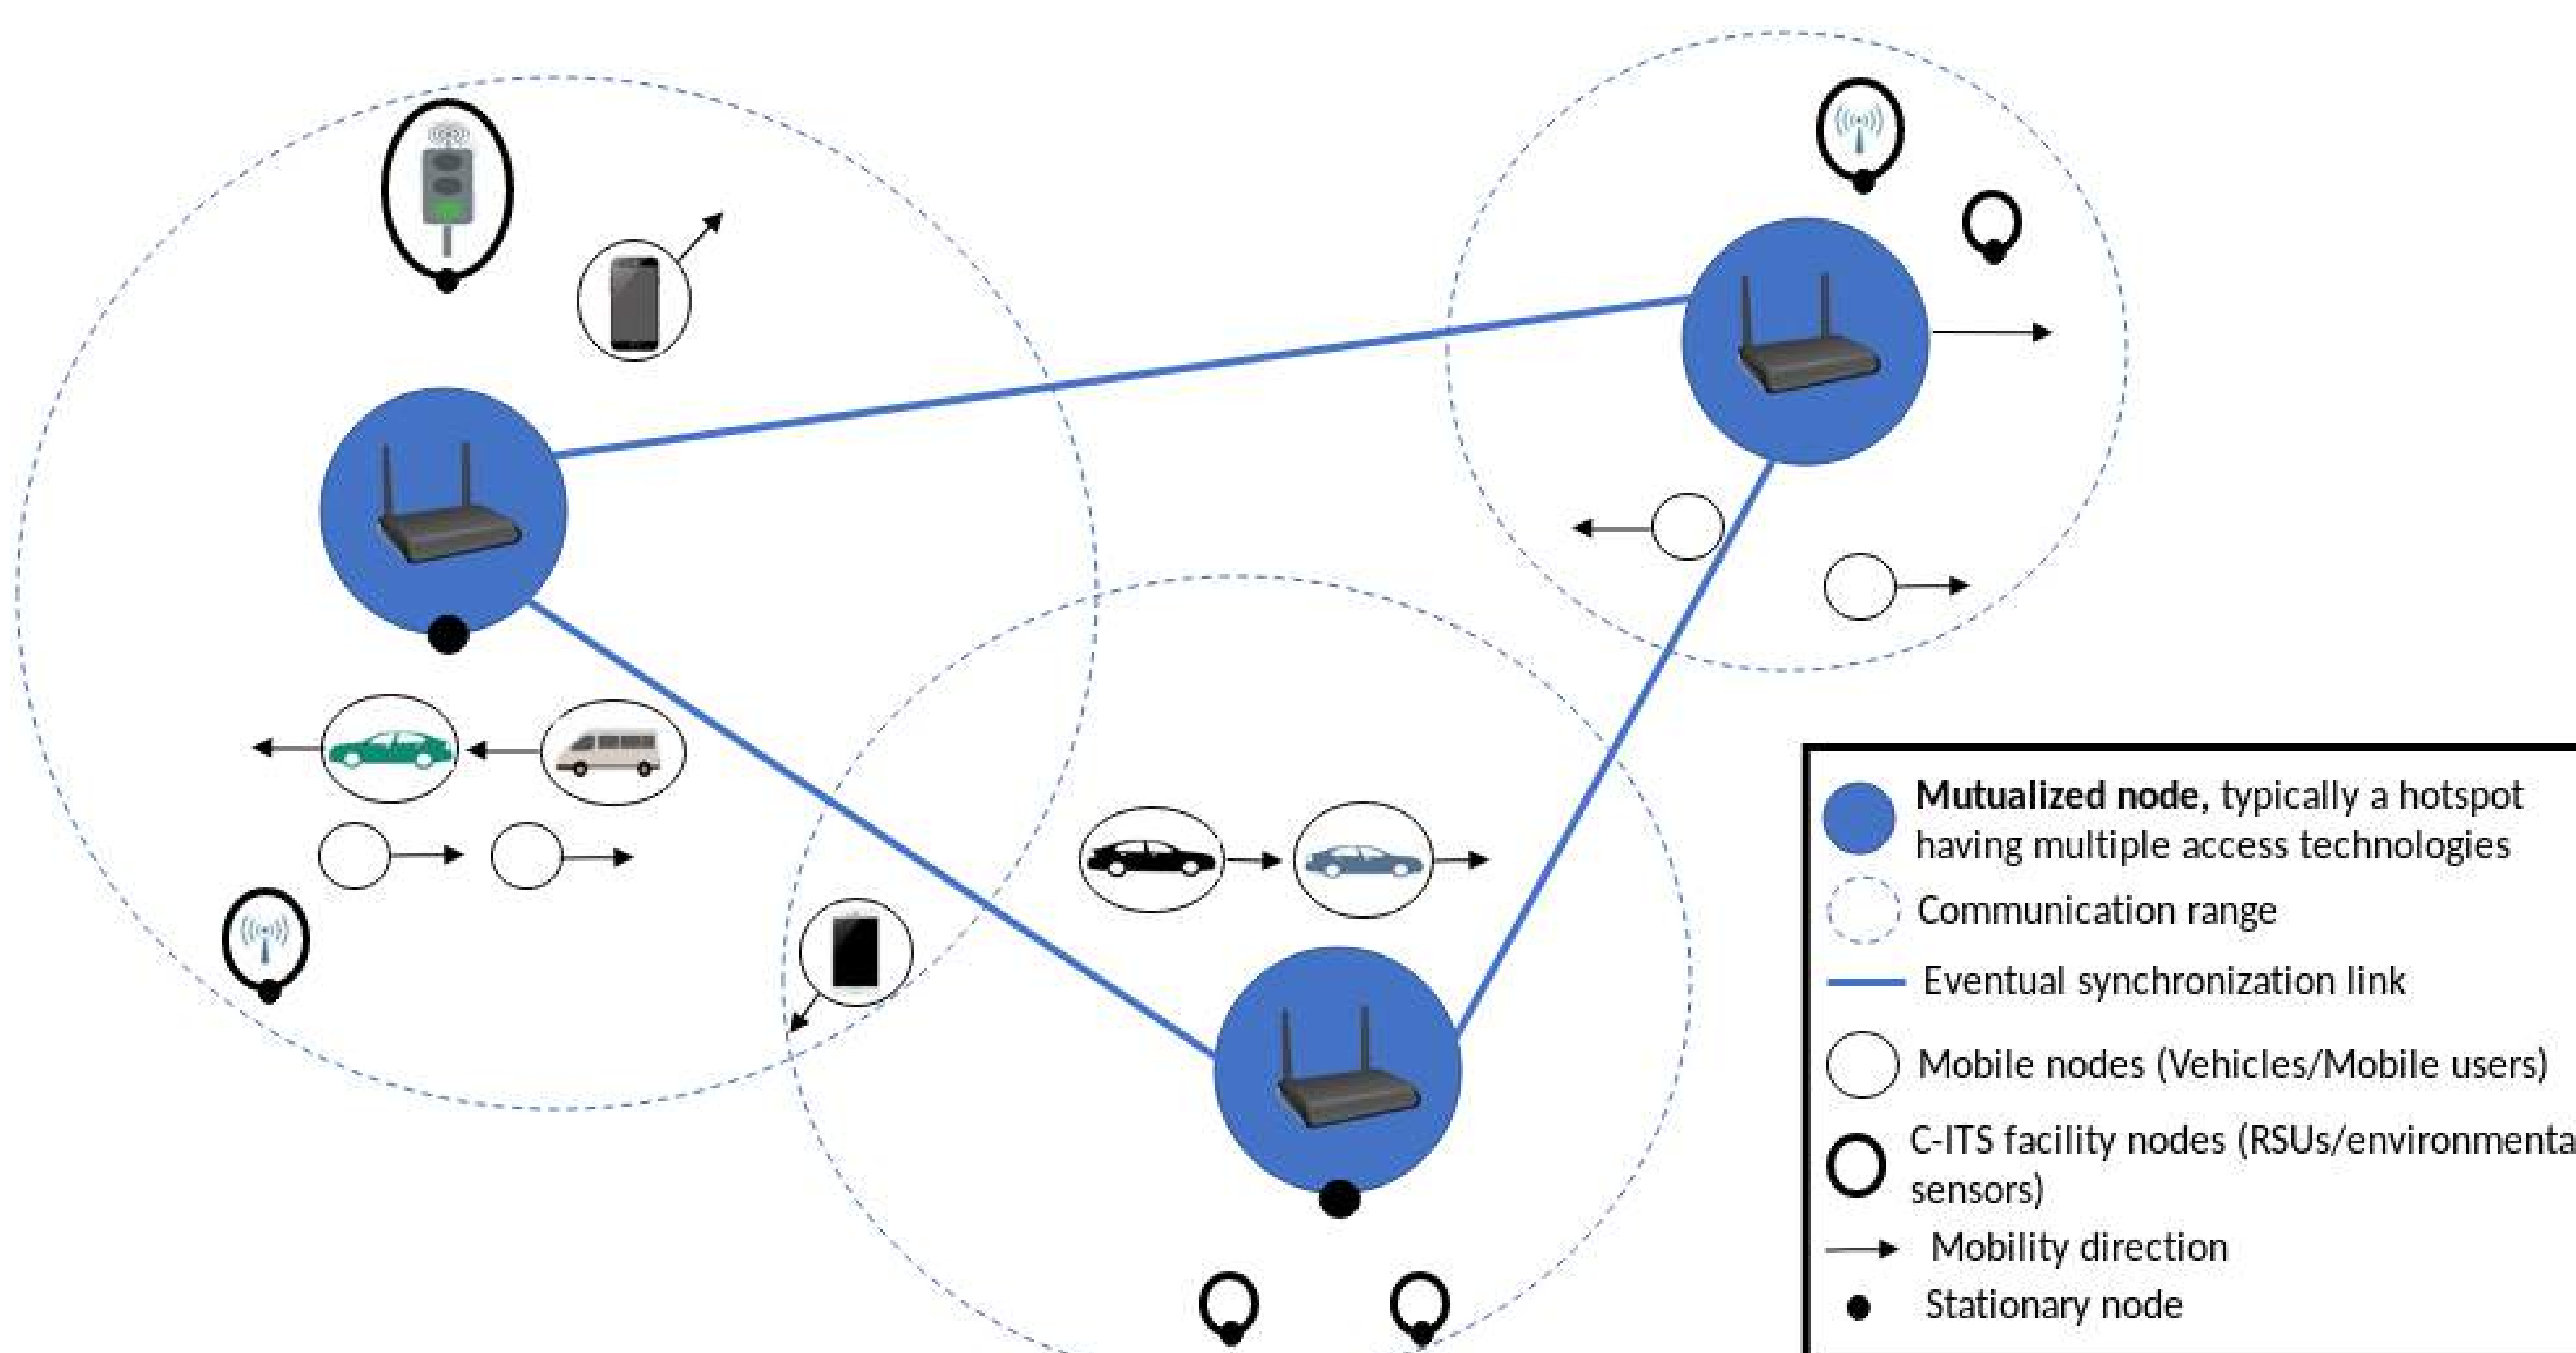 Mutualized node, typically a hotspot
having multiple access technologies
Communication range
Eventual synchronization link
Mobile nodes (Vehicles/Mobile users)
C-ITS facility nodes (RSUs/environmenta
sensors)
Mobility direction
Stationary node